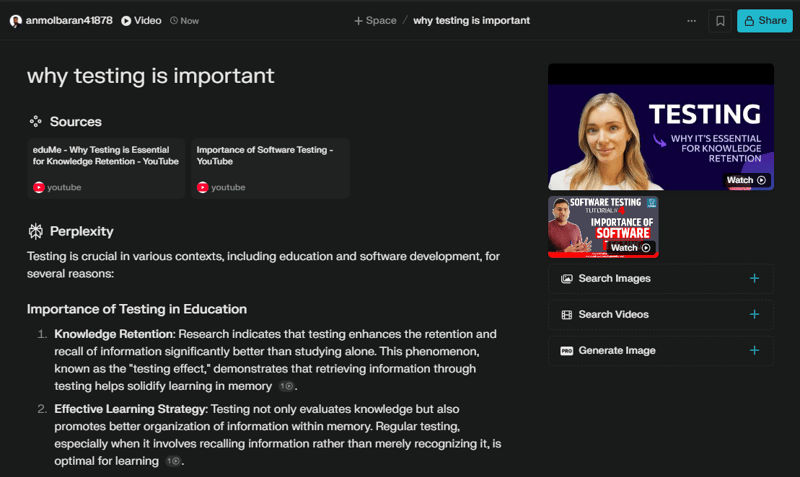 anmolbaran41878 Video Now
+ Space / why testing is important
Share
why testing is important
Sources
eduMe - Why Testing is Essential
for Knowledge Retention - YouTube
youtube
Importance of Software Testing -
YouTube
youtube
Perplexity
Testing is crucial in various contexts, including education and software development, for
several reasons:
Importance of Testing in Education
1. Knowledge Retention: Research indicates that testing enhances the retention and
recall of information significantly better than studying alone. This phenomenon,
known as the "testing effect," demonstrates that retrieving information through
testing helps solidify learning in memory 1.
2. Effective Learning Strategy: Testing not only evaluates knowledge but also
promotes better organization of information within memory. Regular testing,
especially when it involves recalling information rather than merely recognizing it, is
optimal for learning 1.
TESTING
WHY IT'S ESSENTIAL
FOR KNOWLEDGE
RETENTION
Watch
SOFTWARE TESTING
IMPORTANCE OF
SOFTWARE
Watch
Search Images +
Search Videos +
PRO Generate Image +